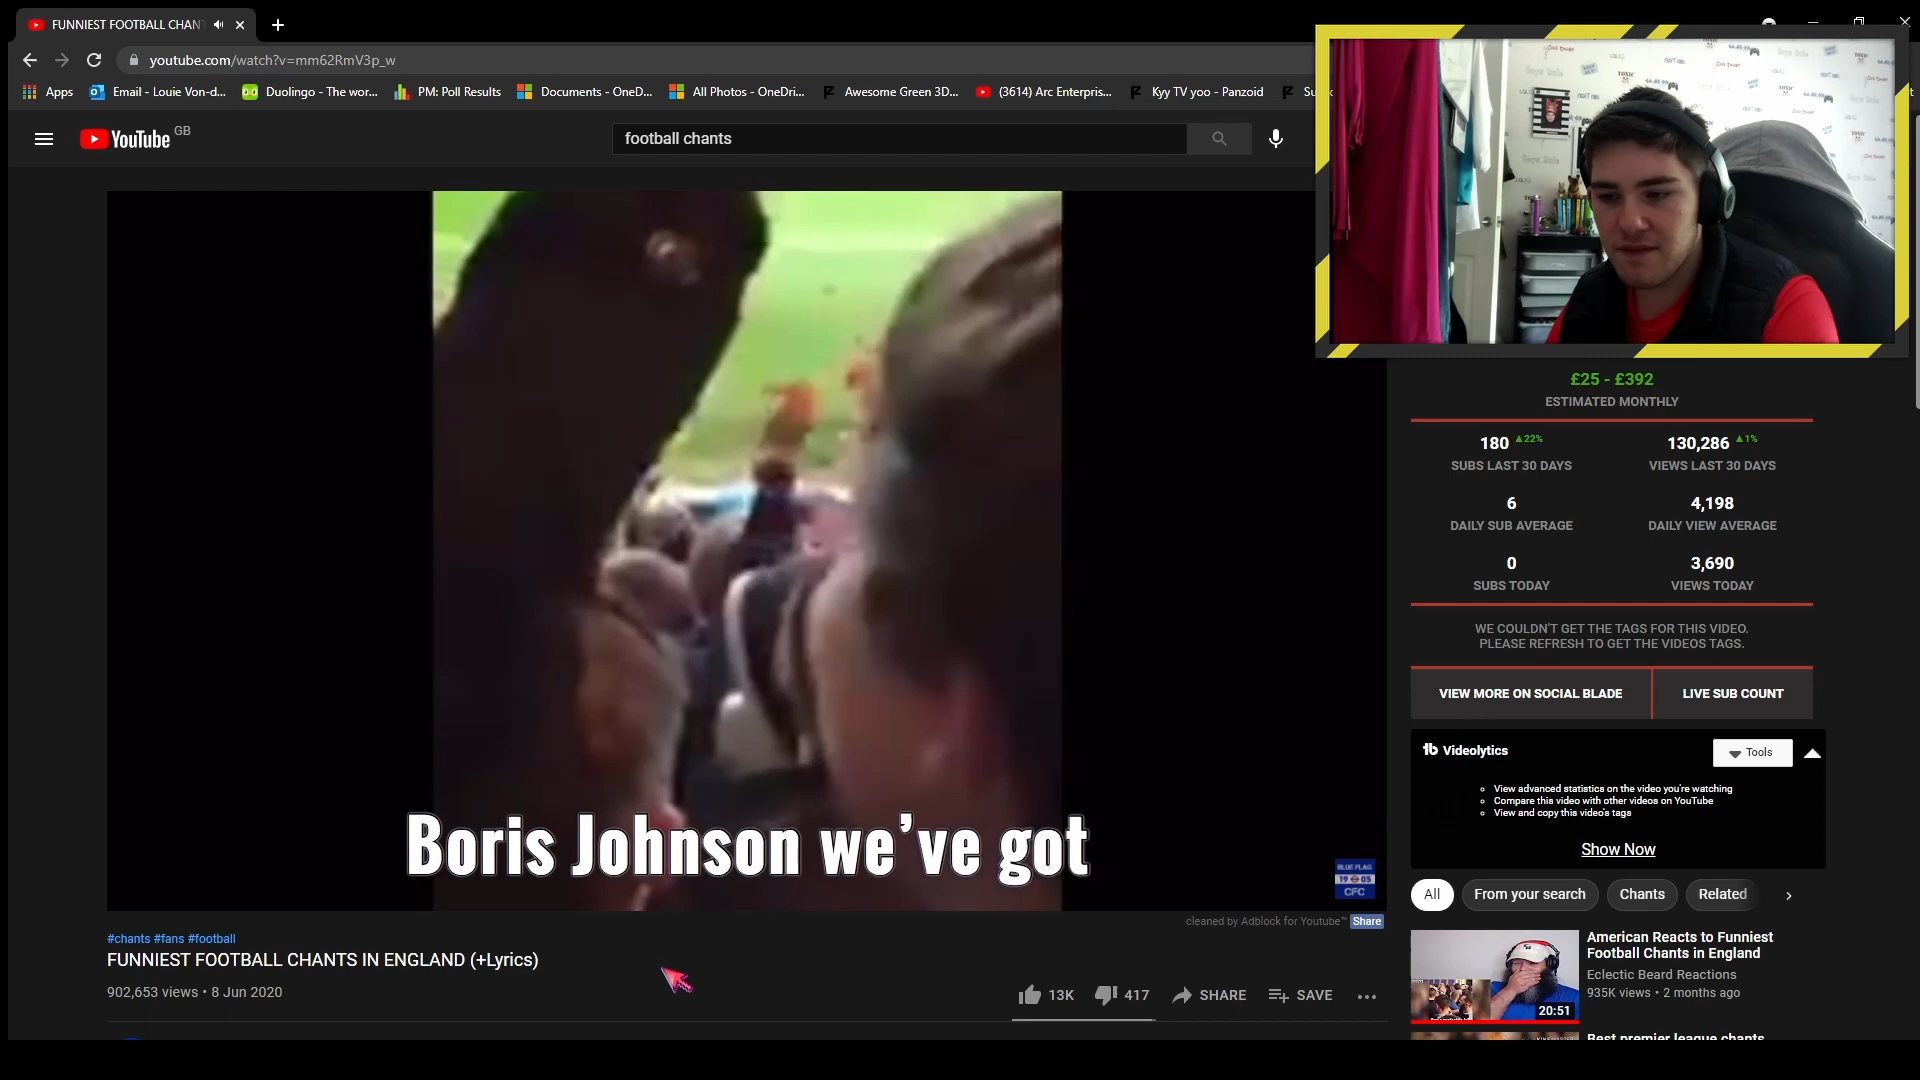 FUNNIEST FOOTBALL CHANT
youtube.com/watch?v=mm62RmV3p_w
Apps
Email - Louie Von-d...
Duolingo - The wor...
PM: Poll Results
Documents - OneD...
All Photos - OneDri...
Awesome Green 3D...
(3614) Arc Enterpris...
Kyy TV yoo - Panzoid
YouTube GB
football chants
£25 - £392
ESTIMATED MONTHLY
180 ▲22%
130,286 ▲1%
SUBS LAST 30 DAYS
VIEWS LAST 30 DAYS
6
4,198
DAILY SUB AVERAGE
DAILY VIEW AVERAGE
0
3,690
SUBS TODAY
VIEWS TODAY
WE COULDN'T GET THE TAGS FOR THIS VIDEO.
PLEASE REFRESH TO GET THE VIDEOS TAGS.
VIEW MORE ON SOCIAL BLADE
LIVE SUB COUNT
Videolytics
Tools
View advanced statistics on the video you're watching
Compare this video with other videos on YouTube
View and copy this video's tags
Show Now
Boris Johnson we've got
BLUE FLAG
19 05
CFC
All
From your search
Chants
Related
cleaned by Adblock for Youtube™ Share
#chants #fans #football
FUNNIEST FOOTBALL CHANTS IN ENGLAND (+Lyrics)
902,653 views • 8 Jun 2020
13K
417
SHARE
SAVE
American Reacts to Funniest
Football Chants in England
Eclectic Beard Reactions
935K views • 2 months ago
20:51
Best premier league chants